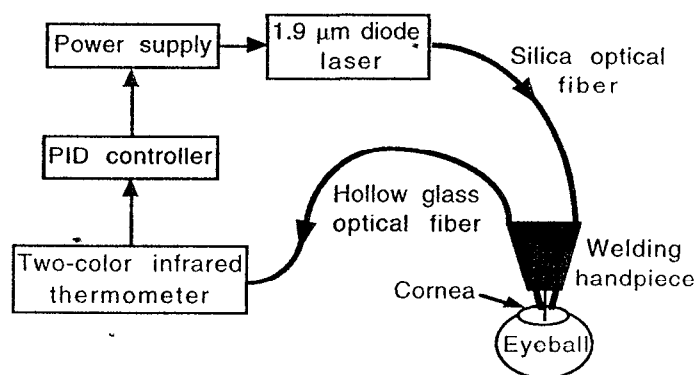 Power supply
1.9 µm diode
laser
Silica optical
fiber
PID controller
Hollow glass
optical fiber
Two-color infrared
thermometer
Welding
handpiece
Cornea
Eyeball